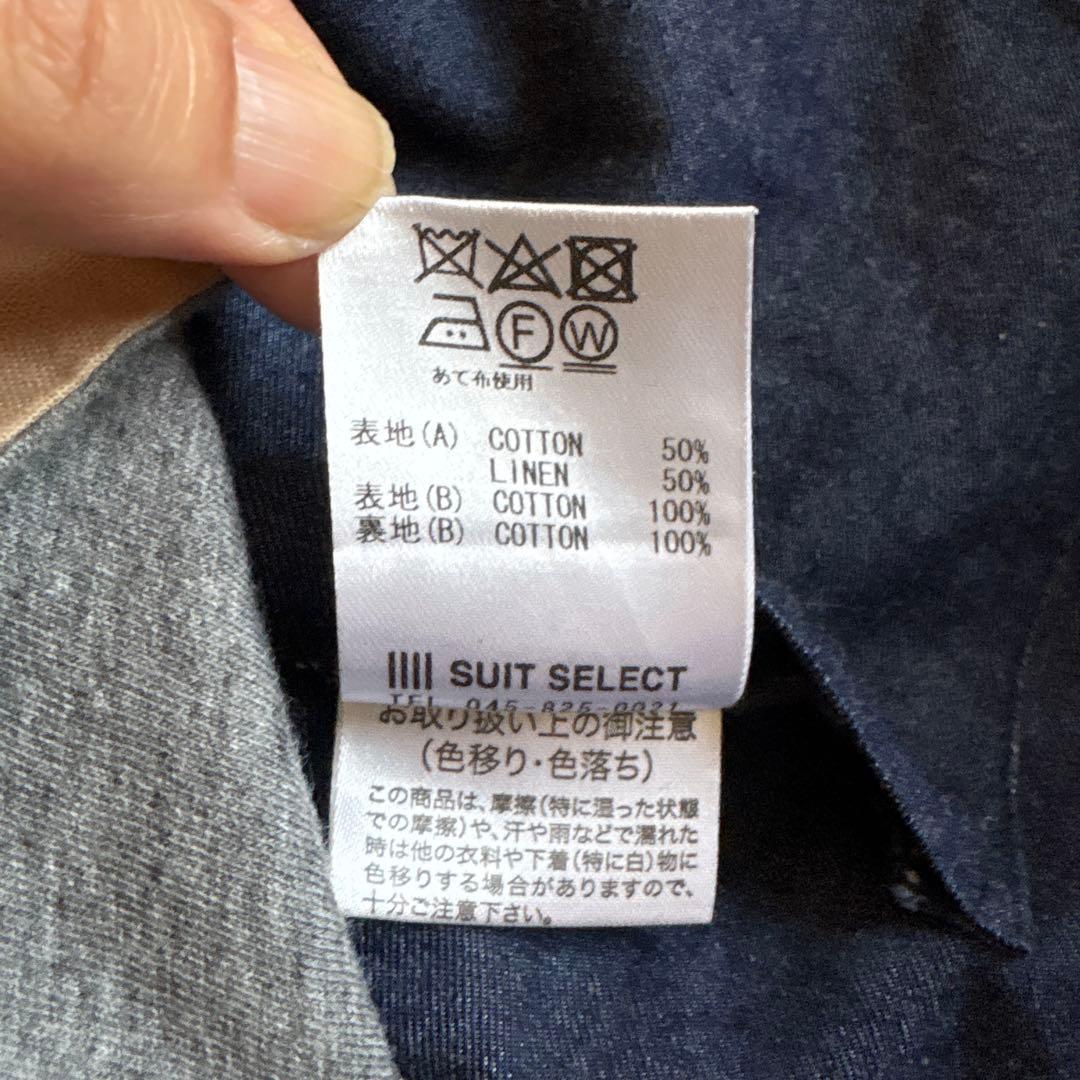 F W
あて布使用
表地(A) COTTON 50%
LINEN 50%
表地(B) COTTON 100%
裏地(B) COTTON 100%
SUIT SELECT
TEL 045-825-0021
お取り扱い上の御注意
(色移り・色落ち)
この商品は、摩擦(特に湿った状態
での摩擦)や、汗や雨などで濡れた
時は他の衣料や下着(特に白)物に
色移りする場合がありますので、
十分ご注意下さい。